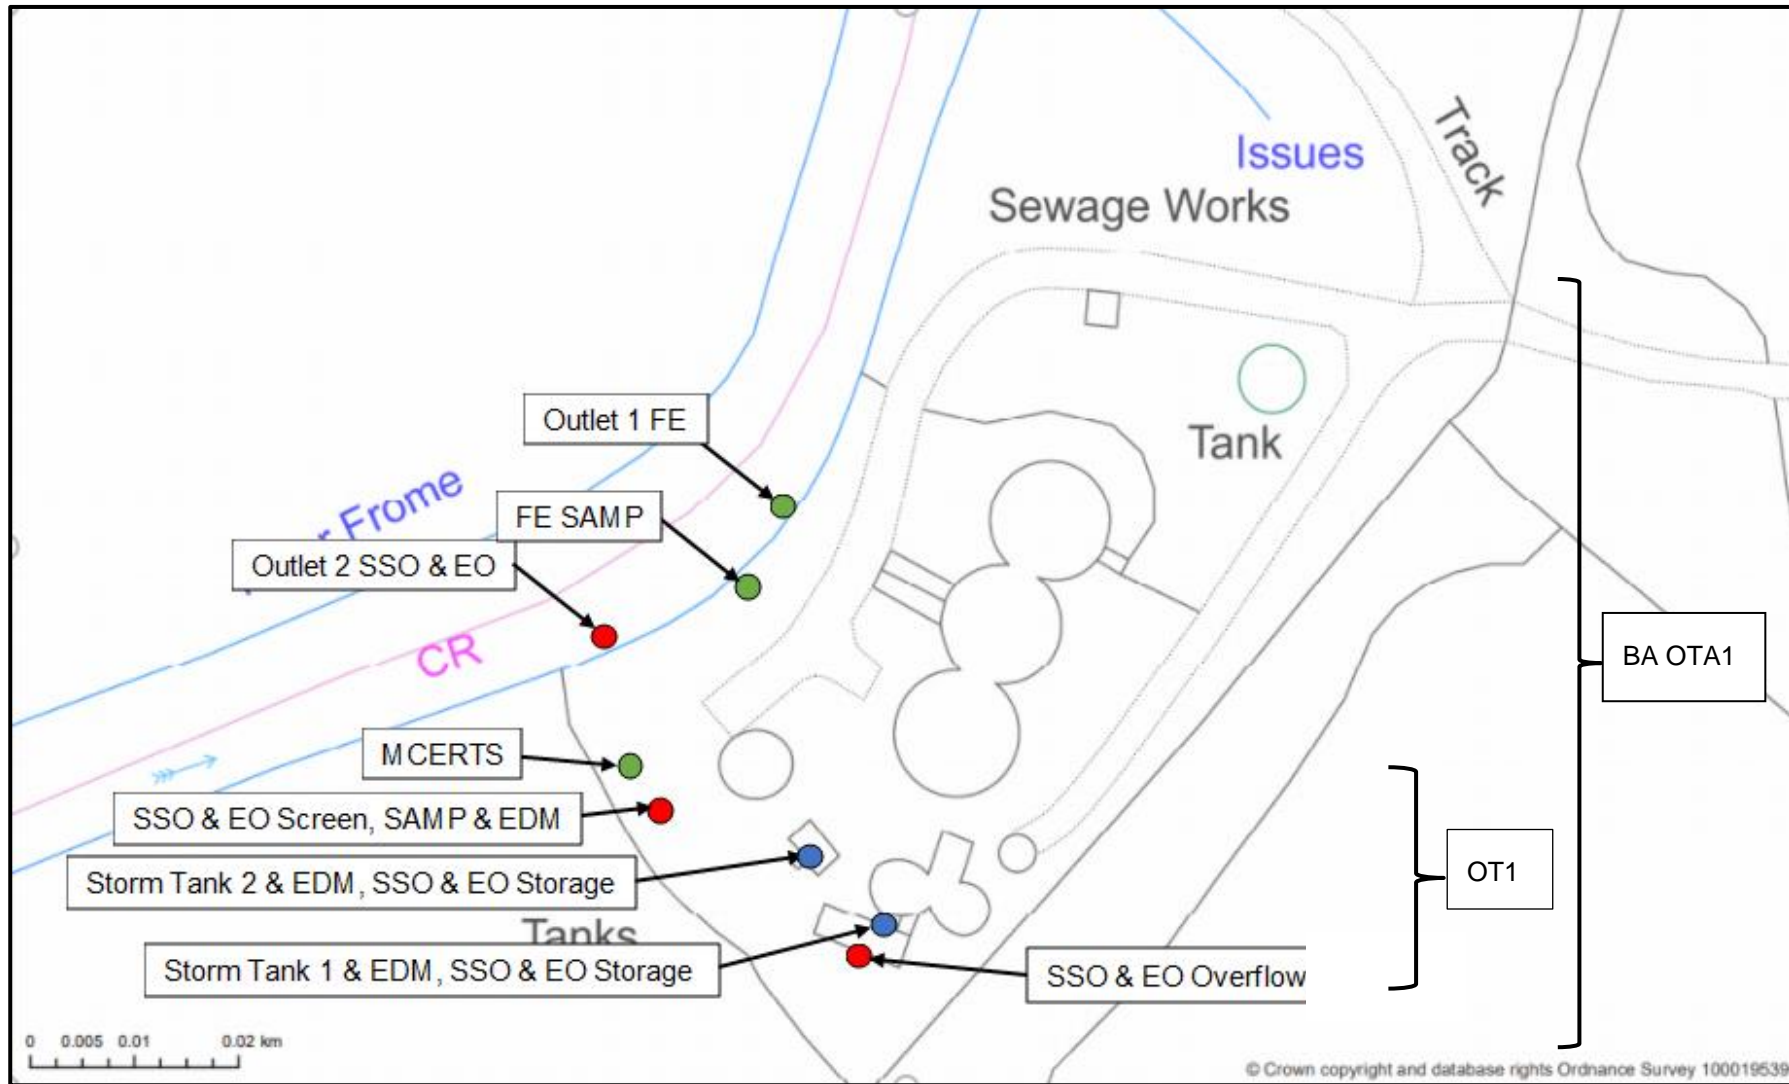 Issues
Track
Sewage Works
Outlet 1 FE
Tank
Frome
FE SAMP
Outlet 2 SSO & EO
CR
BA OTA1
MCERTS
SSO & EO Screen, SAMP & EDM
OT1
Storm Tank 2 & EDM, SSO & EO Storage
Tanks
Storm Tank 1 & EDM, SSO & EO Storage
SSO & EO Overflow
0 0.005 0.01 0.02 km
© Crown copyright and database rights Ordnance Survey 100019539